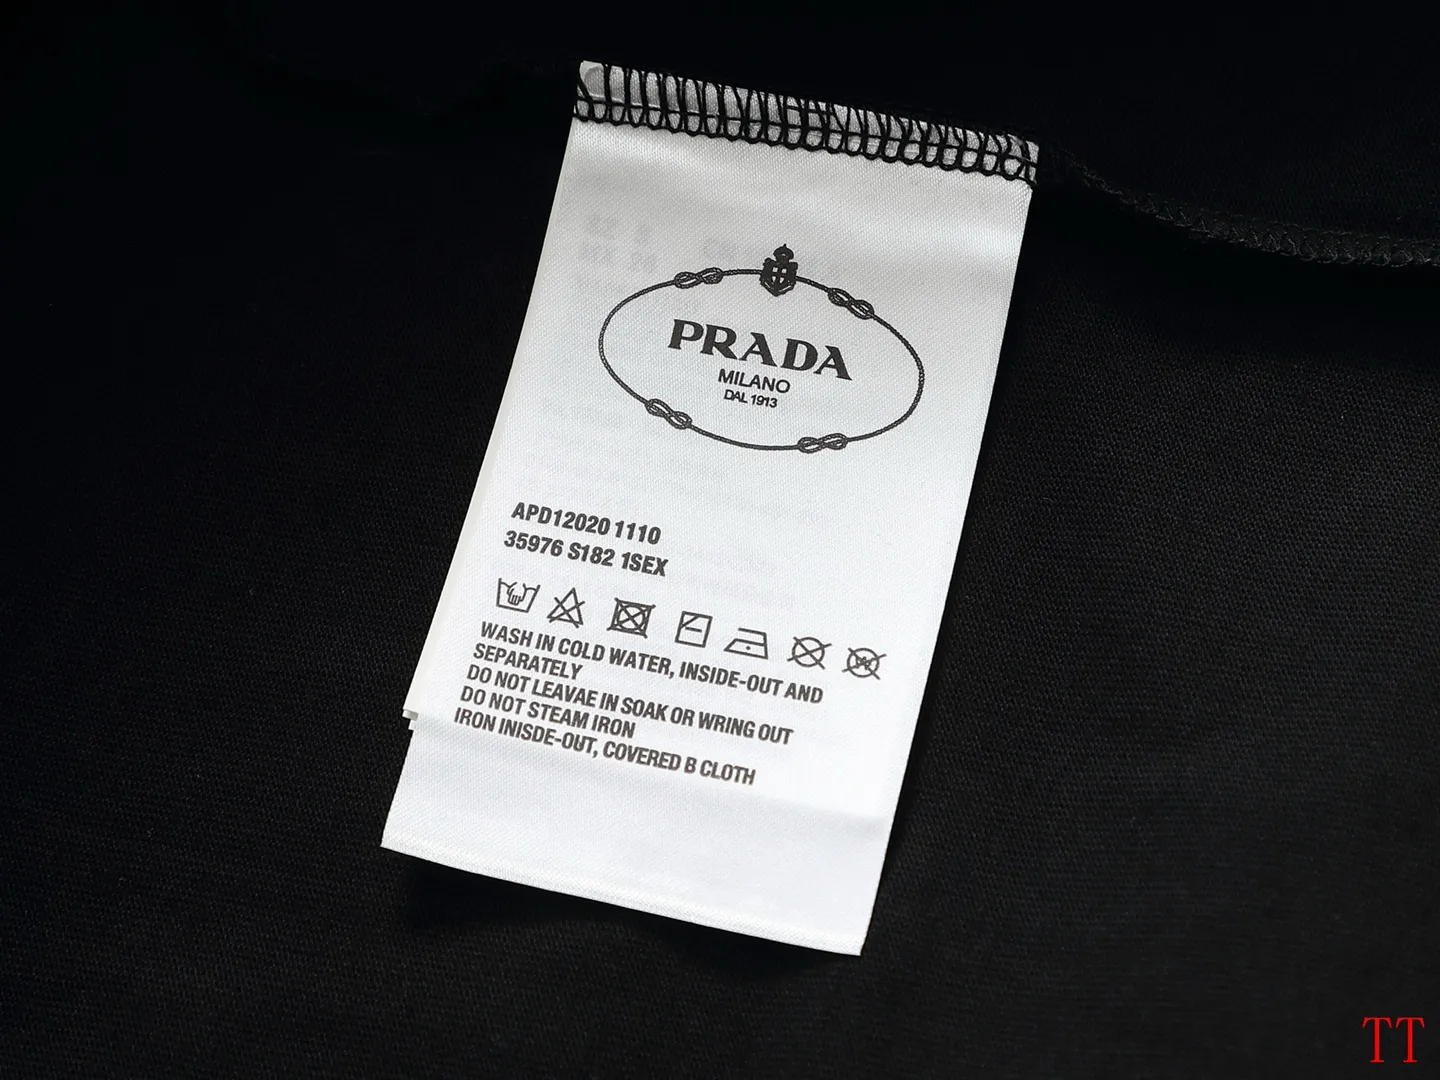 PRADA
MILANO
DAL 1913
APD12020 1110
35976 S182 1SEX
WASH IN COLD WATER, INSIDE-OUT AND
SEPARATELY
DO NOT LEAVAE IN SOAK OR WRING OUT
DO NOT STEAM IRON
IRON INISDE-OUT, COVERED B CLOTH
TT